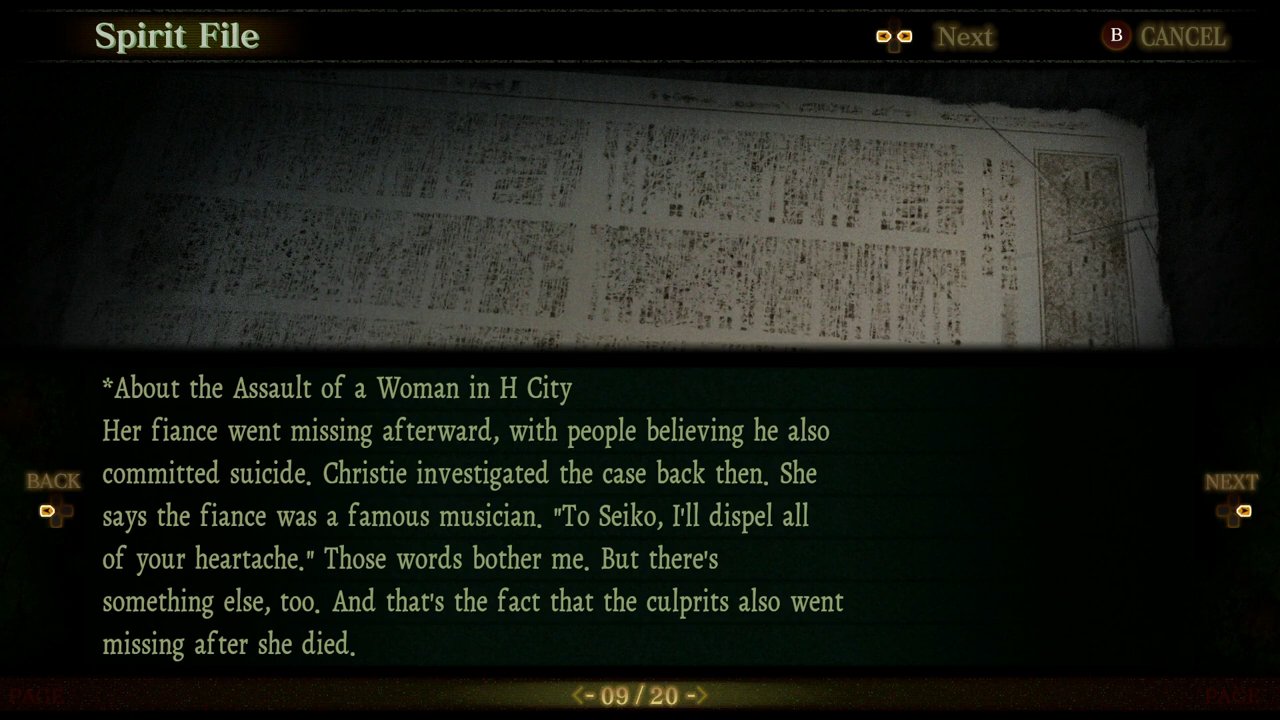 Spirit File
Next
B CANCEL
*About the Assault of a Woman in H City
Her fiance went missing afterward, with people believing he also
committed suicide. Christie investigated the case back then. She
says the fiance was a famous musician. "To Seiko, I'll dispel all
of your heartache." Those words bother me. But there's
something else, too. And that's the fact that the culprits also went
missing after she died.
BACK
NEXT
PAGE
<- 09 / 20 ->
PAGE